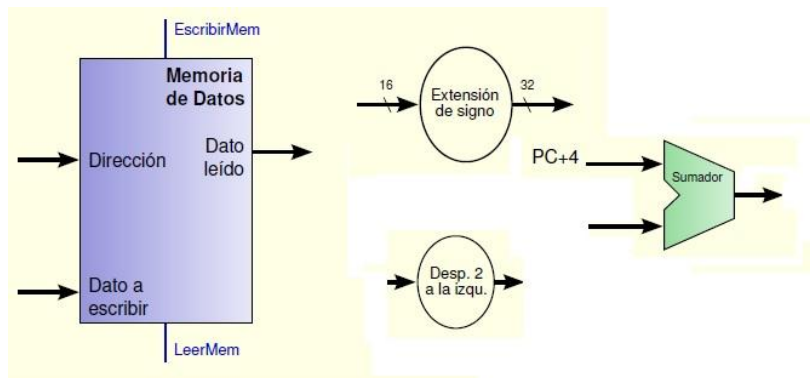 EscribirMem
Memoria
de Datos
Dirección
Dato
leído
Dato a
escribir
LeerMem
16
32
Extensión
de signo
PC+4
Sumador
Desp. 2
a la izqu.